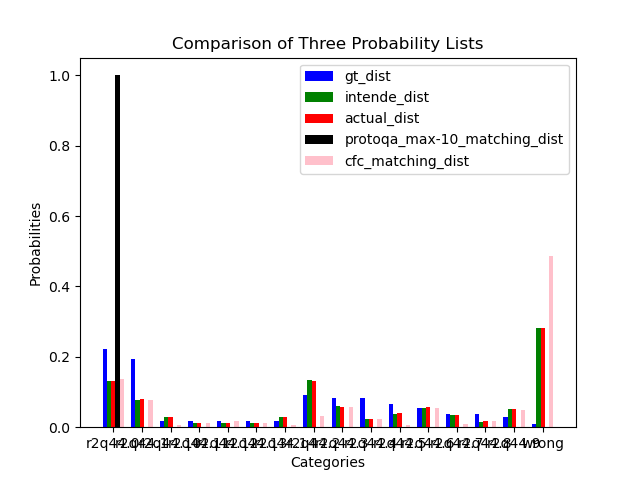 Comparison of Three Probability Lists
gt_dist
intende_dist
actual_dist
protoqa_max-10_matching_dist
cfc_matching_dist
1.0
0.8
0.6
0.4
0.2
0.0
Probabilities
wrong
Categories